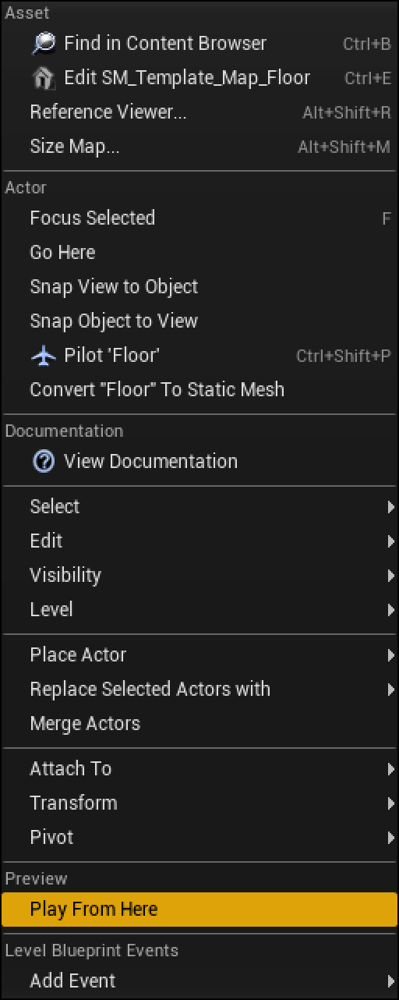 Asset
Find in Content Browser Ctrl+B
Edit SM_Template_Map_Floor Ctrl+E
Reference Viewer... Alt+Shift+R
Size Map... Alt+Shift+M
Actor
Focus Selected F
Go Here
Snap View to Object
Snap Object to View
Pilot 'Floor' Ctrl+Shift+P
Convert "Floor" To Static Mesh
Documentation
View Documentation
Select
Edit
Visibility
Level
Place Actor
Replace Selected Actors with
Merge Actors
Attach To
Transform
Pivot
Preview
Play From Here
Level Blueprint Events
Add Event